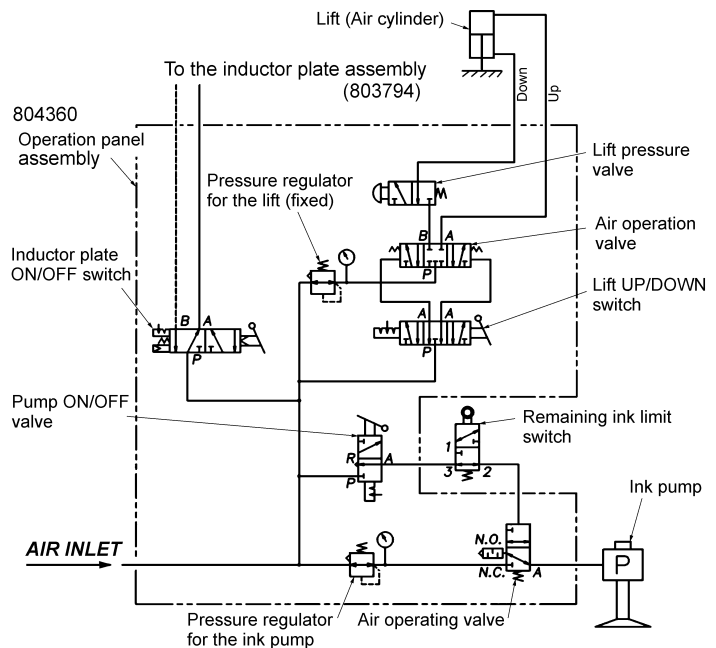 Lift (Air cylinder)
To the inductor plate assembly
(803794)
Down
Up
804360
Operation panel
assembly
Pressure regulator
for the lift (fixed)
Lift pressure
valve
B A
P
Air operation
valve
Inductor plate
ON/OFF switch
B A
P
A A
P
Lift UP/DOWN
switch
Pump ON/OFF
valve
R A
P
1
3 2
Remaining ink limit
switch
Ink pump
P
AIR INLET
N.O.
N.C. A
Pressure regulator
for the ink pump
Air operating valve